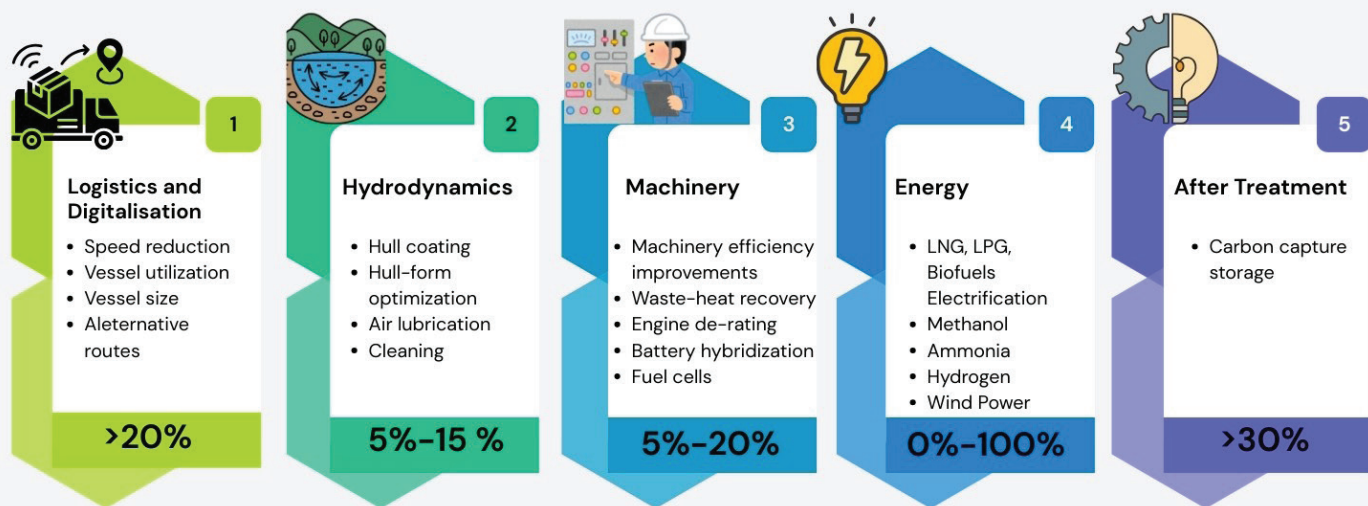 1
Logistics and
Digitalisation
• Speed reduction
• Vessel utilization
• Vessel size
• Aleternative
routes
>20%
2
Hydrodynamics
• Hull coating
• Hull-form
optimization
• Air lubrication
• Cleaning
5%-15 %
3
Machinery
• Machinery efficiency
improvements
• Waste-heat recovery
• Engine de-rating
• Battery hybridization
• Fuel cells
5%-20%
4
Energy
• LNG, LPG,
Biofuels
Electrification
• Methanol
• Ammonia
• Hydrogen
• Wind Power
0%-100%
5
After Treatment
• Carbon capture
storage
>30%